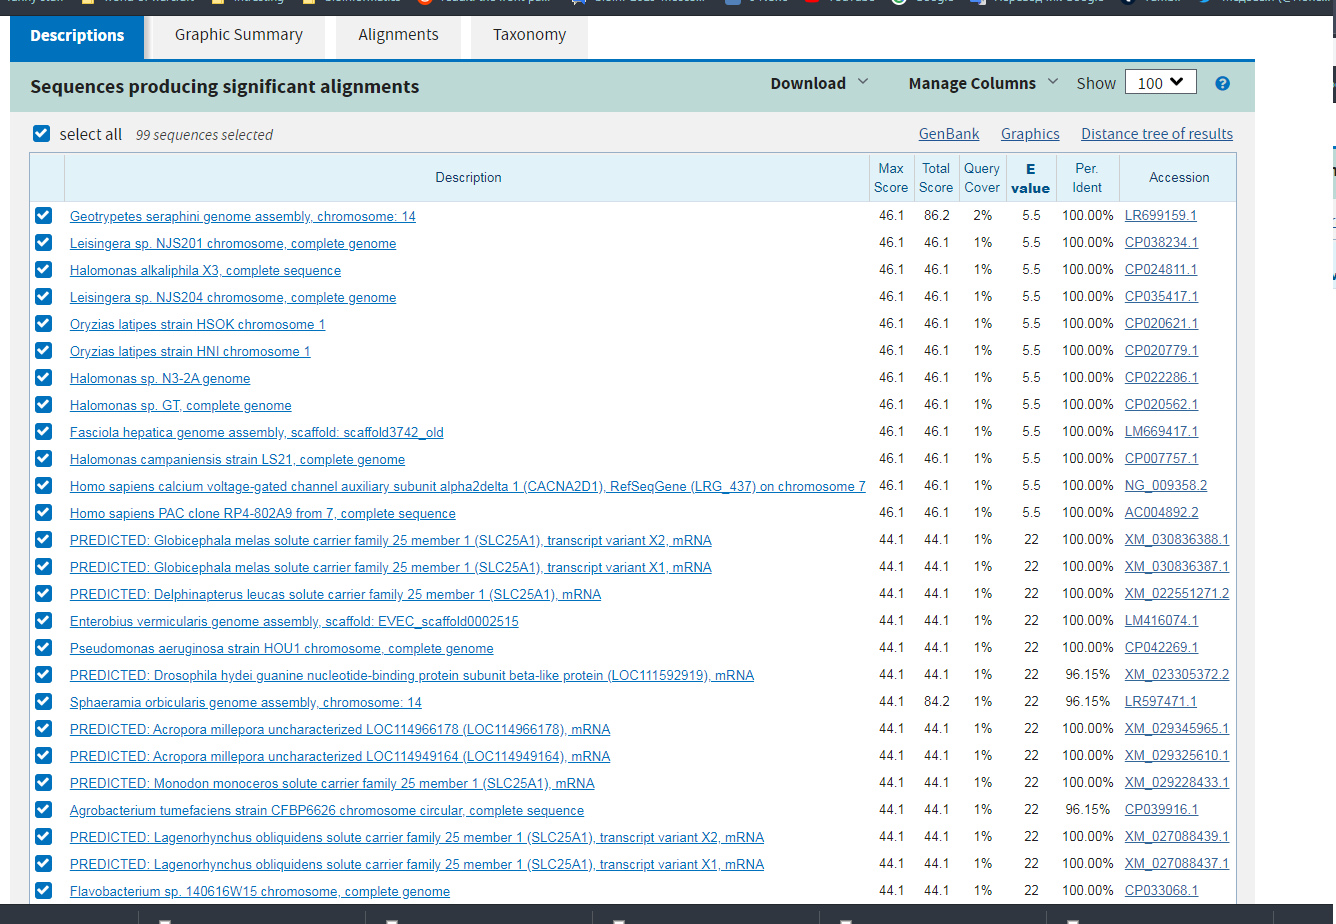 Descriptions
Graphic Summary
Alignments
Taxonomy
Sequences producing significant alignments
Download
Manage Columns
Show
100
?
select all
99 sequences selected
GenBank
Graphics
Distance tree of results
Description
Max Score
Total Score
Query Cover
E value
Per. Ident
Accession
Geotrypetes seraphini genome assembly, chromosome: 14 46.1 86.2 2% 5.5 100.00% LR699159.1
Leisingera sp. NJS201 chromosome, complete genome 46.1 46.1 1% 5.5 100.00% CP038234.1
Halomonas alkaliphila X3, complete sequence 46.1 46.1 1% 5.5 100.00% CP024811.1
Leisingera sp. NJS204 chromosome, complete genome 46.1 46.1 1% 5.5 100.00% CP035417.1
Oryzias latipes strain HSOK chromosome 1 46.1 46.1 1% 5.5 100.00% CP020621.1
Oryzias latipes strain HNI chromosome 1 46.1 46.1 1% 5.5 100.00% CP020779.1
Halomonas sp. N3-2A genome 46.1 46.1 1% 5.5 100.00% CP022286.1
Halomonas sp. GT, complete genome 46.1 46.1 1% 5.5 100.00% CP020562.1
Fasciola hepatica genome assembly, scaffold: scaffold3742_old 46.1 46.1 1% 5.5 100.00% LM669417.1
Halomonas campaniensis strain LS21, complete genome 46.1 46.1 1% 5.5 100.00% CP007757.1
Homo sapiens calcium voltage-gated channel auxiliary subunit alpha2delta 1 (CACNA2D1), RefSeqGene (LRG_437) on chromosome 7 46.1 46.1 1% 5.5 100.00% NG_009358.2
Homo sapiens PAC clone RP4-802A9 from 7, complete sequence 46.1 46.1 1% 5.5 100.00% AC004892.2
PREDICTED: Globicephala melas solute carrier family 25 member 1 (SLC25A1), transcript variant X2, mRNA 44.1 44.1 1% 22 100.00% XM_030836388.1
PREDICTED: Globicephala melas solute carrier family 25 member 1 (SLC25A1), transcript variant X1, mRNA 44.1 44.1 1% 22 100.00% XM_030836387.1
PREDICTED: Delphinapterus leucas solute carrier family 25 member 1 (SLC25A1), mRNA 44.1 44.1 1% 22 100.00% XM_022551271.2
Enterobius vermicularis genome assembly, scaffold: EVEC_scaffold0002515 44.1 44.1 1% 22 100.00% LM416074.1
Pseudomonas aeruginosa strain HOU1 chromosome, complete genome 44.1 44.1 1% 22 100.00% CP042269.1
PREDICTED: Drosophila hydei guanine nucleotide-binding protein subunit beta-like protein (LOC111592919), mRNA 44.1 44.1 1% 22 96.15% XM_023305372.2
Sphaeramia orbicularis genome assembly, chromosome: 14 44.1 84.2 1% 22 96.15% LR597471.1
PREDICTED: Acropora millepora uncharacterized LOC114966178 (LOC114966178), mRNA 44.1 44.1 1% 22 100.00% XM_029345965.1
PREDICTED: Acropora millepora uncharacterized LOC114949164 (LOC114949164), mRNA 44.1 44.1 1% 22 100.00% XM_029325610.1
PREDICTED: Monodon monoceros solute carrier family 25 member 1 (SLC25A1), mRNA 44.1 44.1 1% 22 100.00% XM_029228433.1
Agrobacterium tumefaciens strain CFBP6626 chromosome circular, complete sequence 44.1 44.1 1% 22 96.15% CP039916.1
PREDICTED: Lagenorhynchus obliquidens solute carrier family 25 member 1 (SLC25A1), transcript variant X2, mRNA 44.1 44.1 1% 22 100.00% XM_027088439.1
PREDICTED: Lagenorhynchus obliquidens solute carrier family 25 member 1 (SLC25A1), transcript variant X1, mRNA 44.1 44.1 1% 22 100.00% XM_027088437.1
Flavobacterium sp. 140616W15 chromosome, complete genome 44.1 44.1 1% 22 100.00% CP033068.1